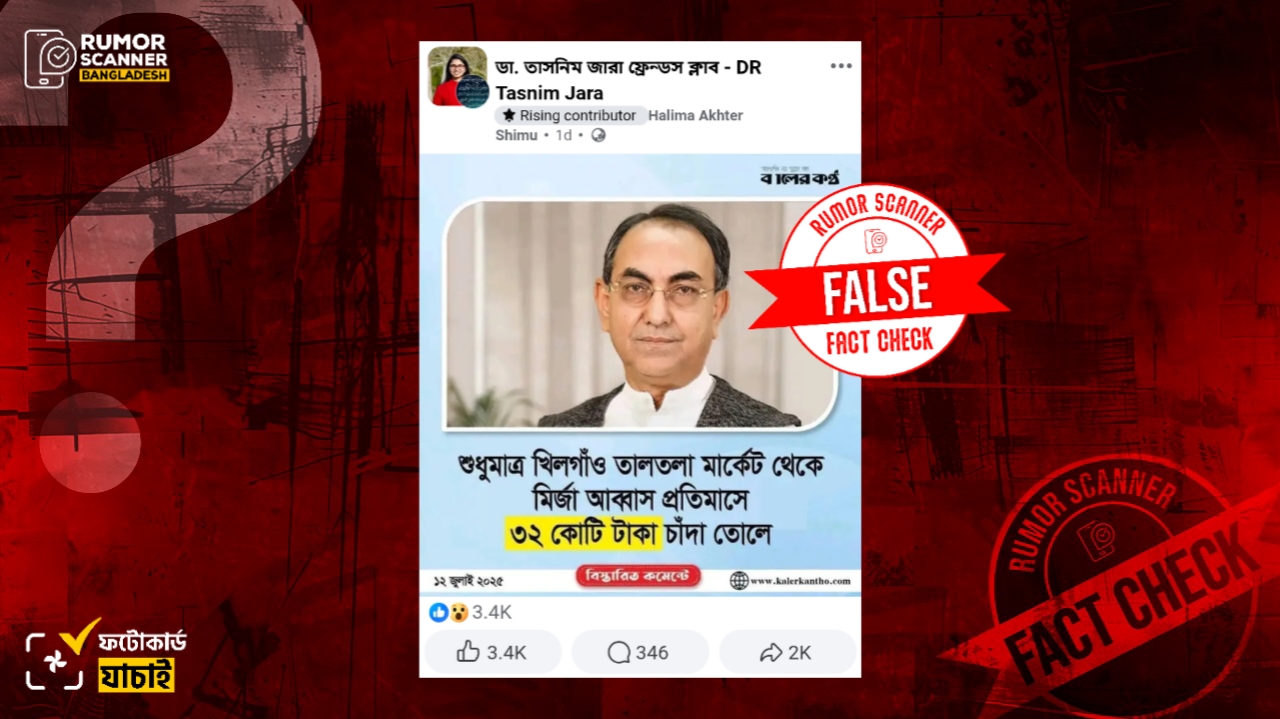 RUMOR
SCANNER
BANGLADESH
ডা. তাসনিম জারা ফ্রেন্ডস ক্লাব - DR
Tasnim Jara
Rising contributor Halima Akhter
Shimu • 1d •
বালের কণ্ঠ
RUMOR SCANNER
FALSE
FACT CHECK
শুধুমাত্র খিলগাঁও তালতলা মার্কেট থেকে
মির্জা আব্বাস প্রতিমাসে
৩২ কোটি টাকা চাঁদা তোলে
১২ জুলাই ২০২৫
বিস্তারিত কমেন্টে
www.kalerkantho.com
3.4K
3.4K
346
2K
RUMOR SCANNER
FACT CHECK
ফটোকার্ড
যাচাই